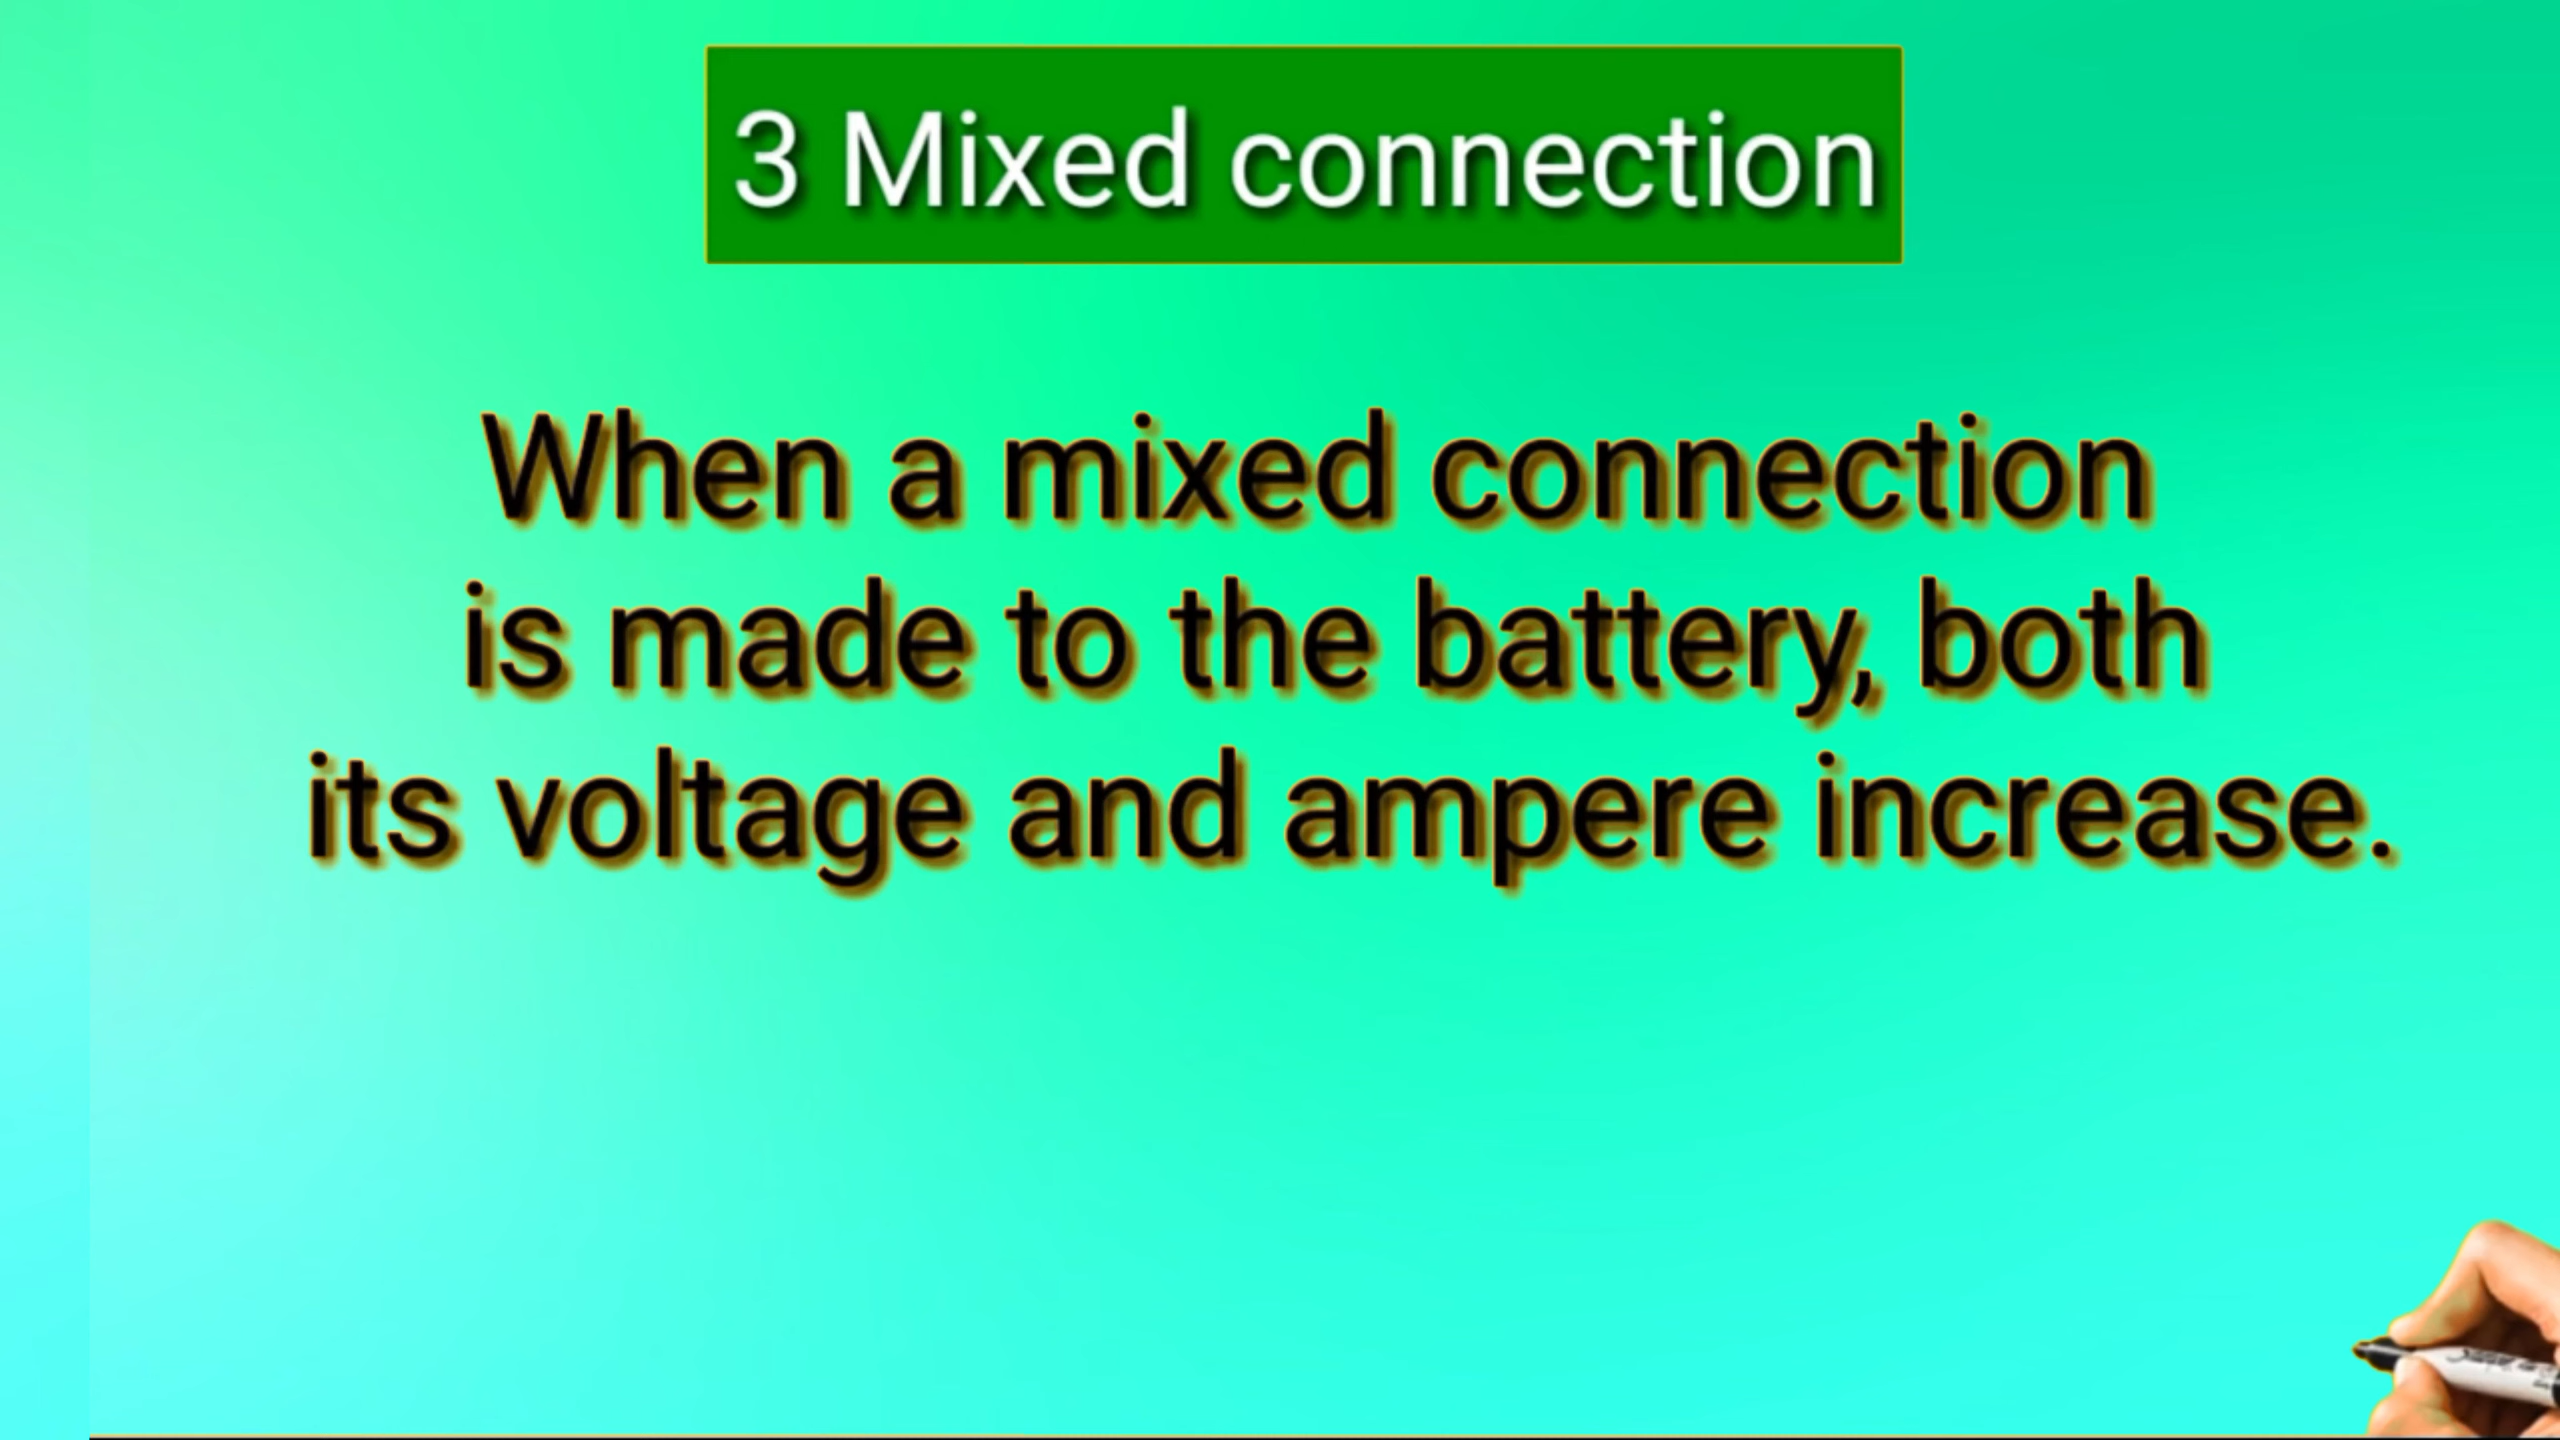 3 Mixed connection
When a mixed connection
is made to the battery, both
its voltage and ampere increase.